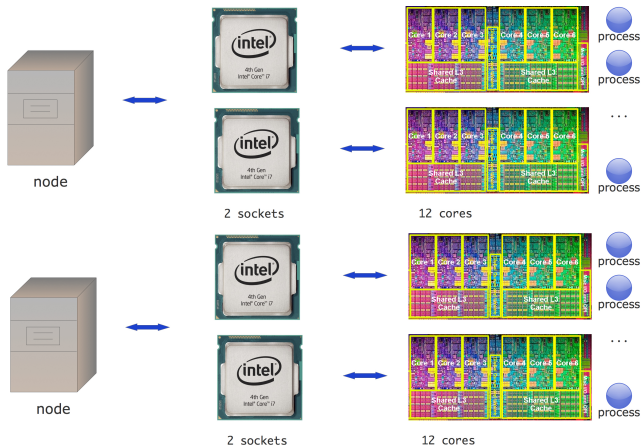 intel
4th Gen
Intel® Core™ i7
Core 1 Core 2 Core 3 Core 4 Core 5 Core 6
Shared L3
Cache
Shared L3
Cache
process
process
...
intel
4th Gen
Intel® Core™ i7
Core 1 Core 2 Core 3 Core 4 Core 5 Core 6
Shared L3
Cache
Shared L3
Cache
process
node
2 sockets
12 cores
intel
4th Gen
Intel® Core™ i7
Core 1 Core 2 Core 3 Core 4 Core 5 Core 6
Shared L3
Cache
Shared L3
Cache
process
process
...
intel
4th Gen
Intel® Core™ i7
Core 1 Core 2 Core 3 Core 4 Core 5 Core 6
Shared L3
Cache
Shared L3
Cache
process
node
2 sockets
12 cores